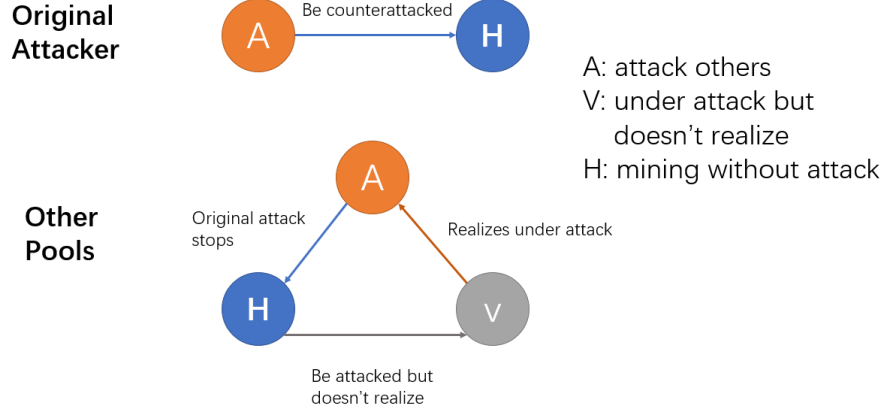 Original
Attacker
A
Be counterattacked
H
A: attack others
V: under attack but
doesn't realize
H: mining without attack
Other
Pools
A
Original attack
stops
Realizes under attack
H
V
Be attacked but
doesn't realize